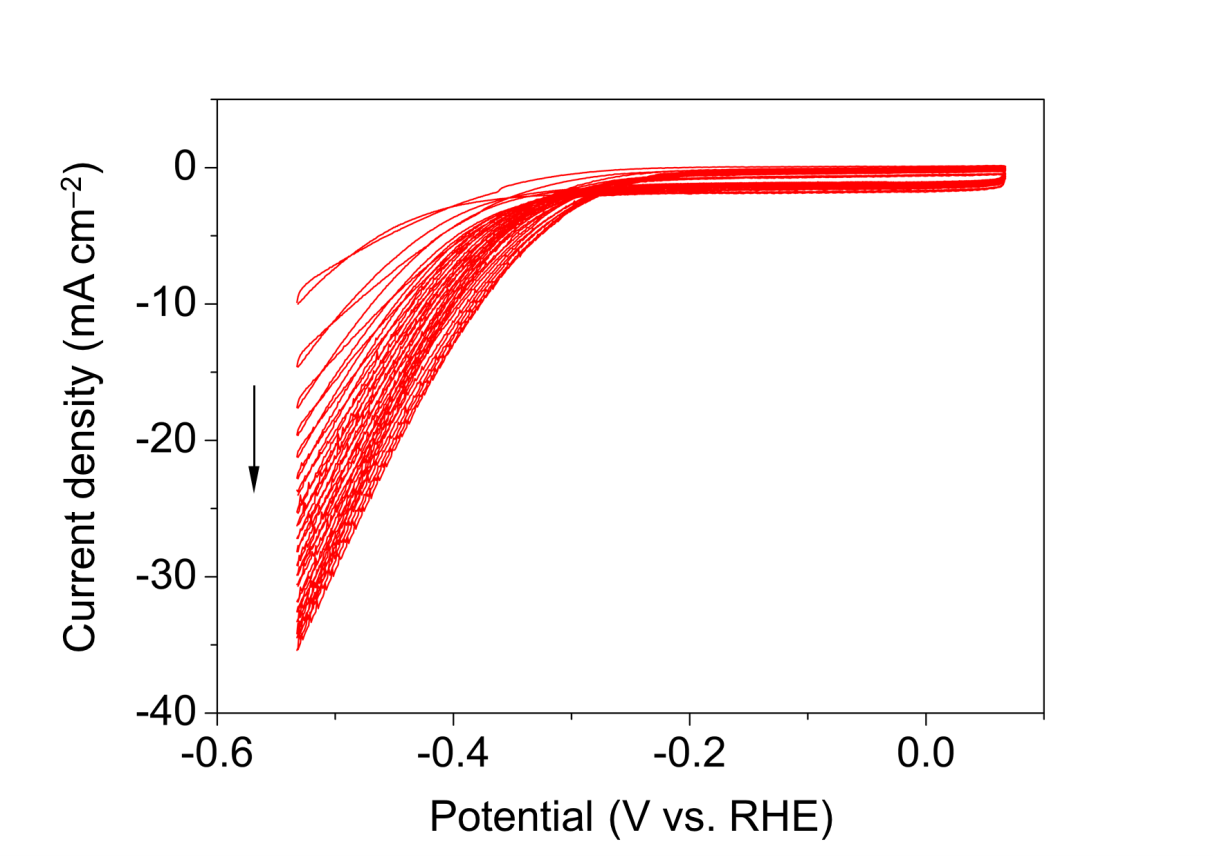 Current density (mA cm⁻²)
0
-10
-20
-30
-40
-0.6 -0.4 -0.2 0.0
Potential (V vs. RHE)